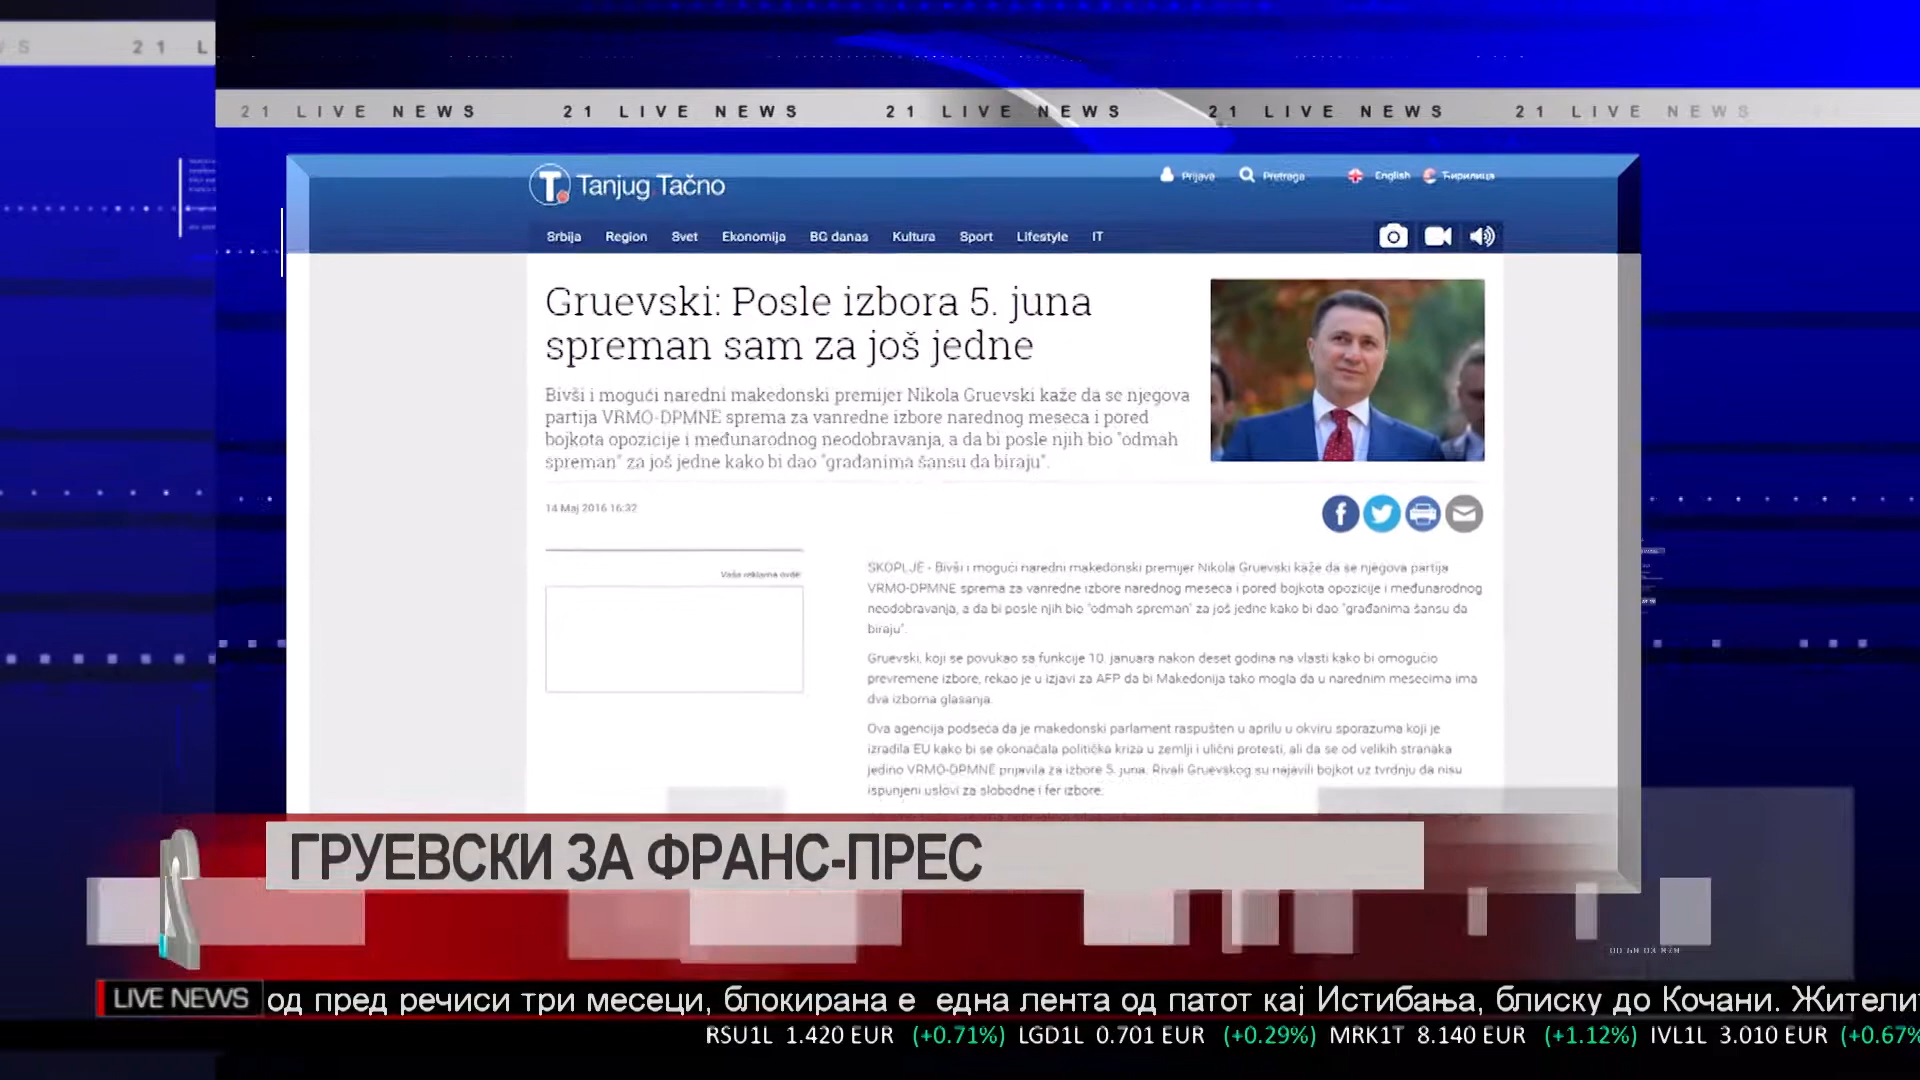 21 L
21 LIVE NEWS 21 LIVE NEWS 21 LIVE NEWS 21 LIVE NEWS 21 LIVE NEWS
Tanjug Tačno
Prijava Pretraga English Ћирилица
Srbija Region Svet Ekonomija BG danas Kultura Sport Lifestyle IT
Gruevski: Posle izbora 5. juna
spreman sam za još jedne
Bivši i mogući naredni makedonski premijer Nikola Gruevski kaže da se njegova
partija VRMO-DPMNE sprema za vanredne izbore narednog meseca i pored
bojkota opozicije i međunarodnog neodobravanja, a da bi posle njih bio "odmah
spreman" za još jedne kako bi dao "građanima šansu da biraju".
14 Maj 2016 16:32
Vaša reklama ovde!
SKOPLJE - Bivši i mogući naredni makedonski premijer Nikola Gruevski kaže da se njegova partija
VRMO-DPMNE sprema za vanredne izbore narednog meseca i pored bojkota opozicije i međunarodnog
neodobravanja, a da bi posle njih bio "odmah spreman" za još jedne kako bi dao "građanima šansu da
biraju".
Gruevski, koji se povukao sa funkcije 10. januara nakon deset godina na vlasti kako bi omogućio
prevremene izbore, rekao je u izjavi za AFP da bi Makedonija tako mogla da u narednim mesecima ima
dva izborna glasanja.
Ova agencija podseća da je makedonski parlament raspušten u aprilu u okviru sporazuma koji je
izradila EU kako bi se okončala politička kriza u zemlji i ulični protesti, ali da se od velikih stranaka
jedino VRMO-DPMNE prijavila za izbore 5. juna. Rivali Gruevskog su najavili bojkot uz tvrdnju da nisu
ispunjeni uslovi za slobodne i fer izbore.
ГРУЕВСКИ ЗА ФРАНС-ПРЕС
LIVE NEWS од пред речиси три месеци, блокирана е една лента од патот кај Истибања, блиску до Кочани. Жители
RSU1L 1.420 EUR (+0.71%) LGD1L 0.701 EUR (+0.29%) MRK1T 8.140 EUR (+1.12%) IVL1L 3.010 EUR (+0.67%